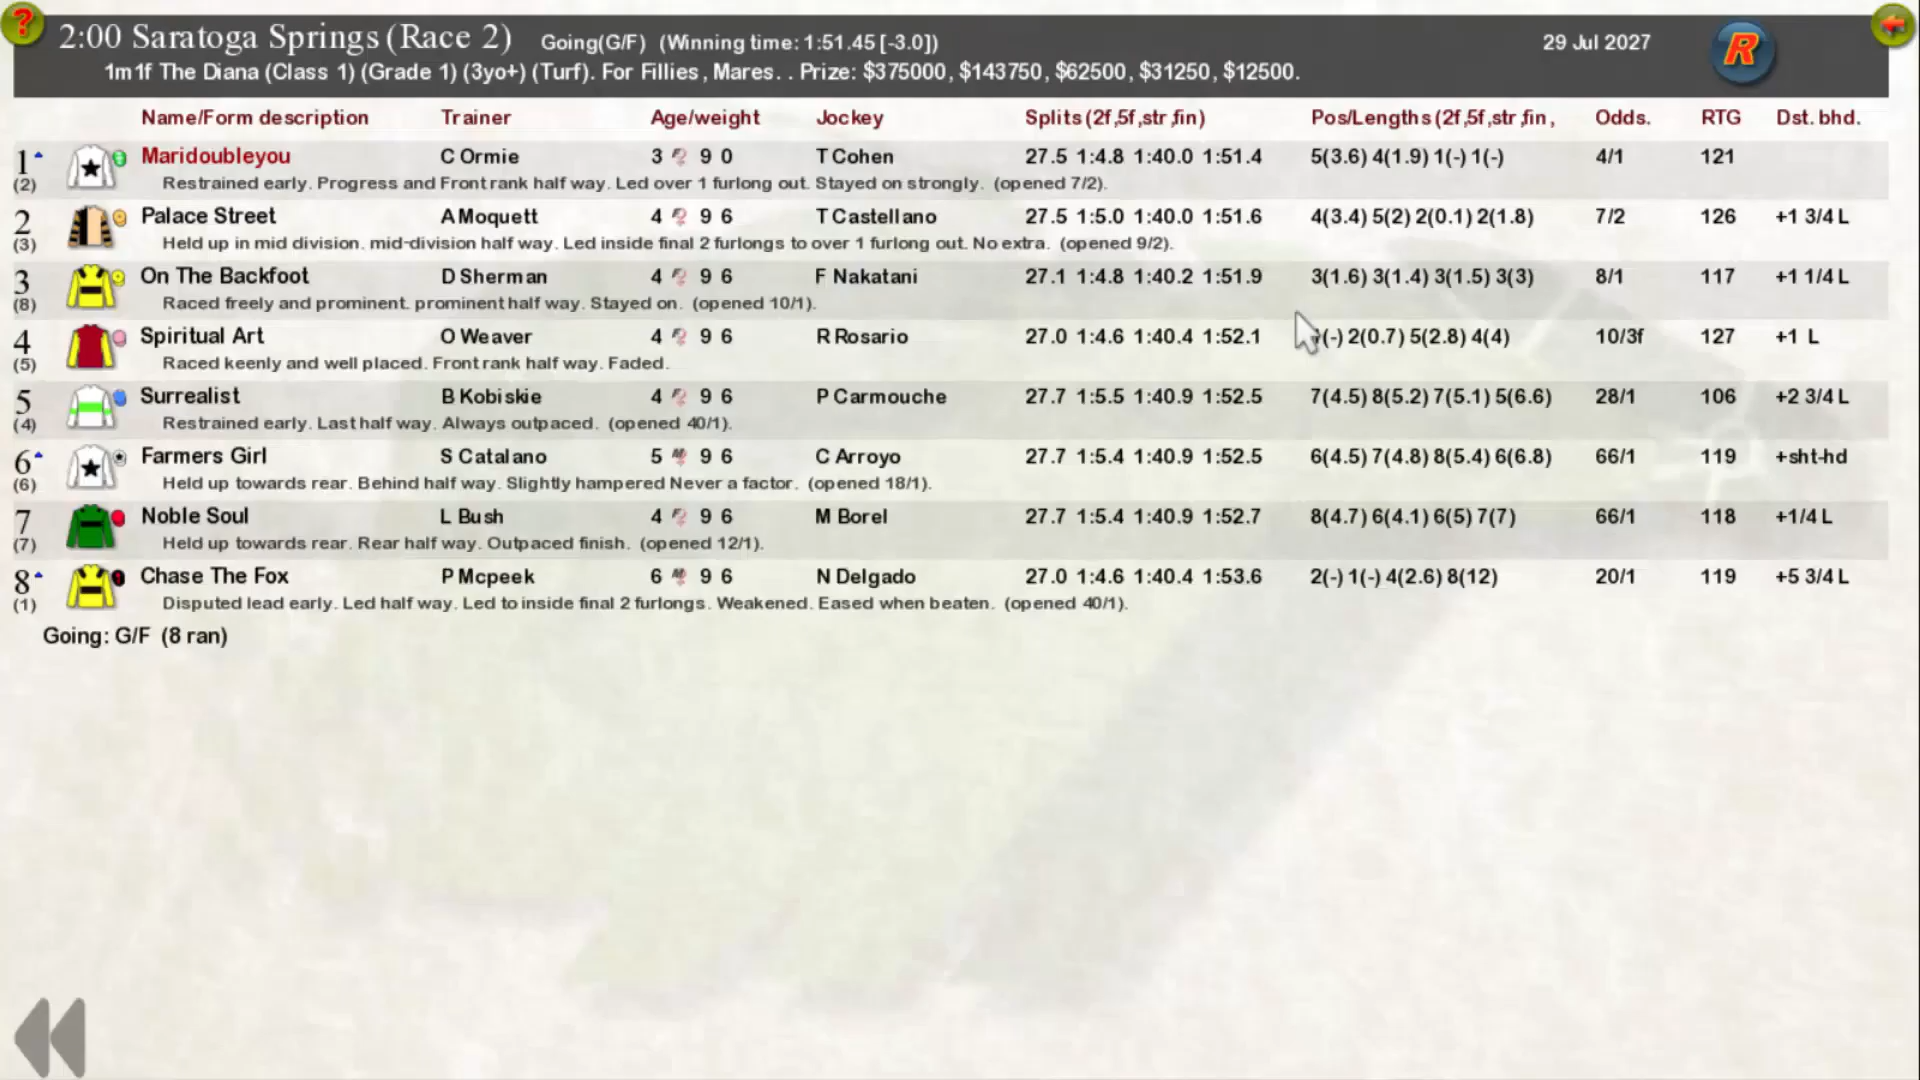 2:00 Saratoga Springs (Race 2) Going(G/F) (Winning time: 1:51.45 [-3.0]) 29 Jul 2027 R
1m1f The Diana (Class 1) (Grade 1) (3yo+) (Turf). For Fillies, Mares. . Prize: $375000, $143750, $62500, $31250, $12500.
Name/Form description Trainer Age/weight Jockey Splits (2f,5f,str,fin) Pos/Lengths (2f,5f,str,fin, Odds. RTG Dst. bhd.
1 Maridoubleyou C Ormie 3 9 0 T Cohen 27.5 1:4.8 1:40.0 1:51.4 5(3.6) 4(1.9) 1(-) 1(-) 4/1 121
(2) Restrained early. Progress and Front rank half way. Led over 1 furlong out. Stayed on strongly. (opened 7/2).
2 Palace Street A Moquett 4 9 6 T Castellano 27.5 1:5.0 1:40.0 1:51.6 4(3.4) 5(2) 2(0.1) 2(1.8) 7/2 126 +1 3/4 L
(3) Held up in mid division. mid-division half way. Led inside final 2 furlongs to over 1 furlong out. No extra. (opened 9/2).
3 On The Backfoot D Sherman 4 9 6 F Nakatani 27.1 1:4.8 1:40.2 1:51.9 3(1.6) 3(1.4) 3(1.5) 3(3) 8/1 117 +1 1/4 L
(8) Raced freely and prominent. prominent half way. Stayed on. (opened 10/1).
4 Spiritual Art O Weaver 4 9 6 R Rosario 27.0 1:4.6 1:40.4 1:52.1 (-) 2(0.7) 5(2.8) 4(4) 10/3f 127 +1 L
(5) Raced keenly and well placed. Front rank half way. Faded.
5 Surrealist B Kobiskie 4 9 6 P Carmouche 27.7 1:5.5 1:40.9 1:52.5 7(4.5) 8(5.2) 7(5.1) 5(6.6) 28/1 106 +2 3/4 L
(4) Restrained early. Last half way. Always outpaced. (opened 40/1).
6 Farmers Girl S Catalano 5 9 6 C Arroyo 27.7 1:5.4 1:40.9 1:52.5 6(4.5) 7(4.8) 8(5.4) 6(6.8) 66/1 119 +sht-hd
(6) Held up towards rear. Behind half way. Slightly hampered Never a factor. (opened 18/1).
7 Noble Soul L Bush 4 9 6 M Borel 27.7 1:5.4 1:40.9 1:52.7 8(4.7) 6(4.1) 6(5) 7(7) 66/1 118 +1/4 L
(7) Held up towards rear. Rear half way. Outpaced finish. (opened 12/1).
8 Chase The Fox P Mcpeek 6 9 6 N Delgado 27.0 1:4.6 1:40.4 1:53.6 2(-) 1(-) 4(2.6) 8(12) 20/1 119 +5 3/4 L
(1) Disputed lead early. Led half way. Led to inside final 2 furlongs. Weakened. Eased when beaten. (opened 40/1).
Going: G/F (8 ran)